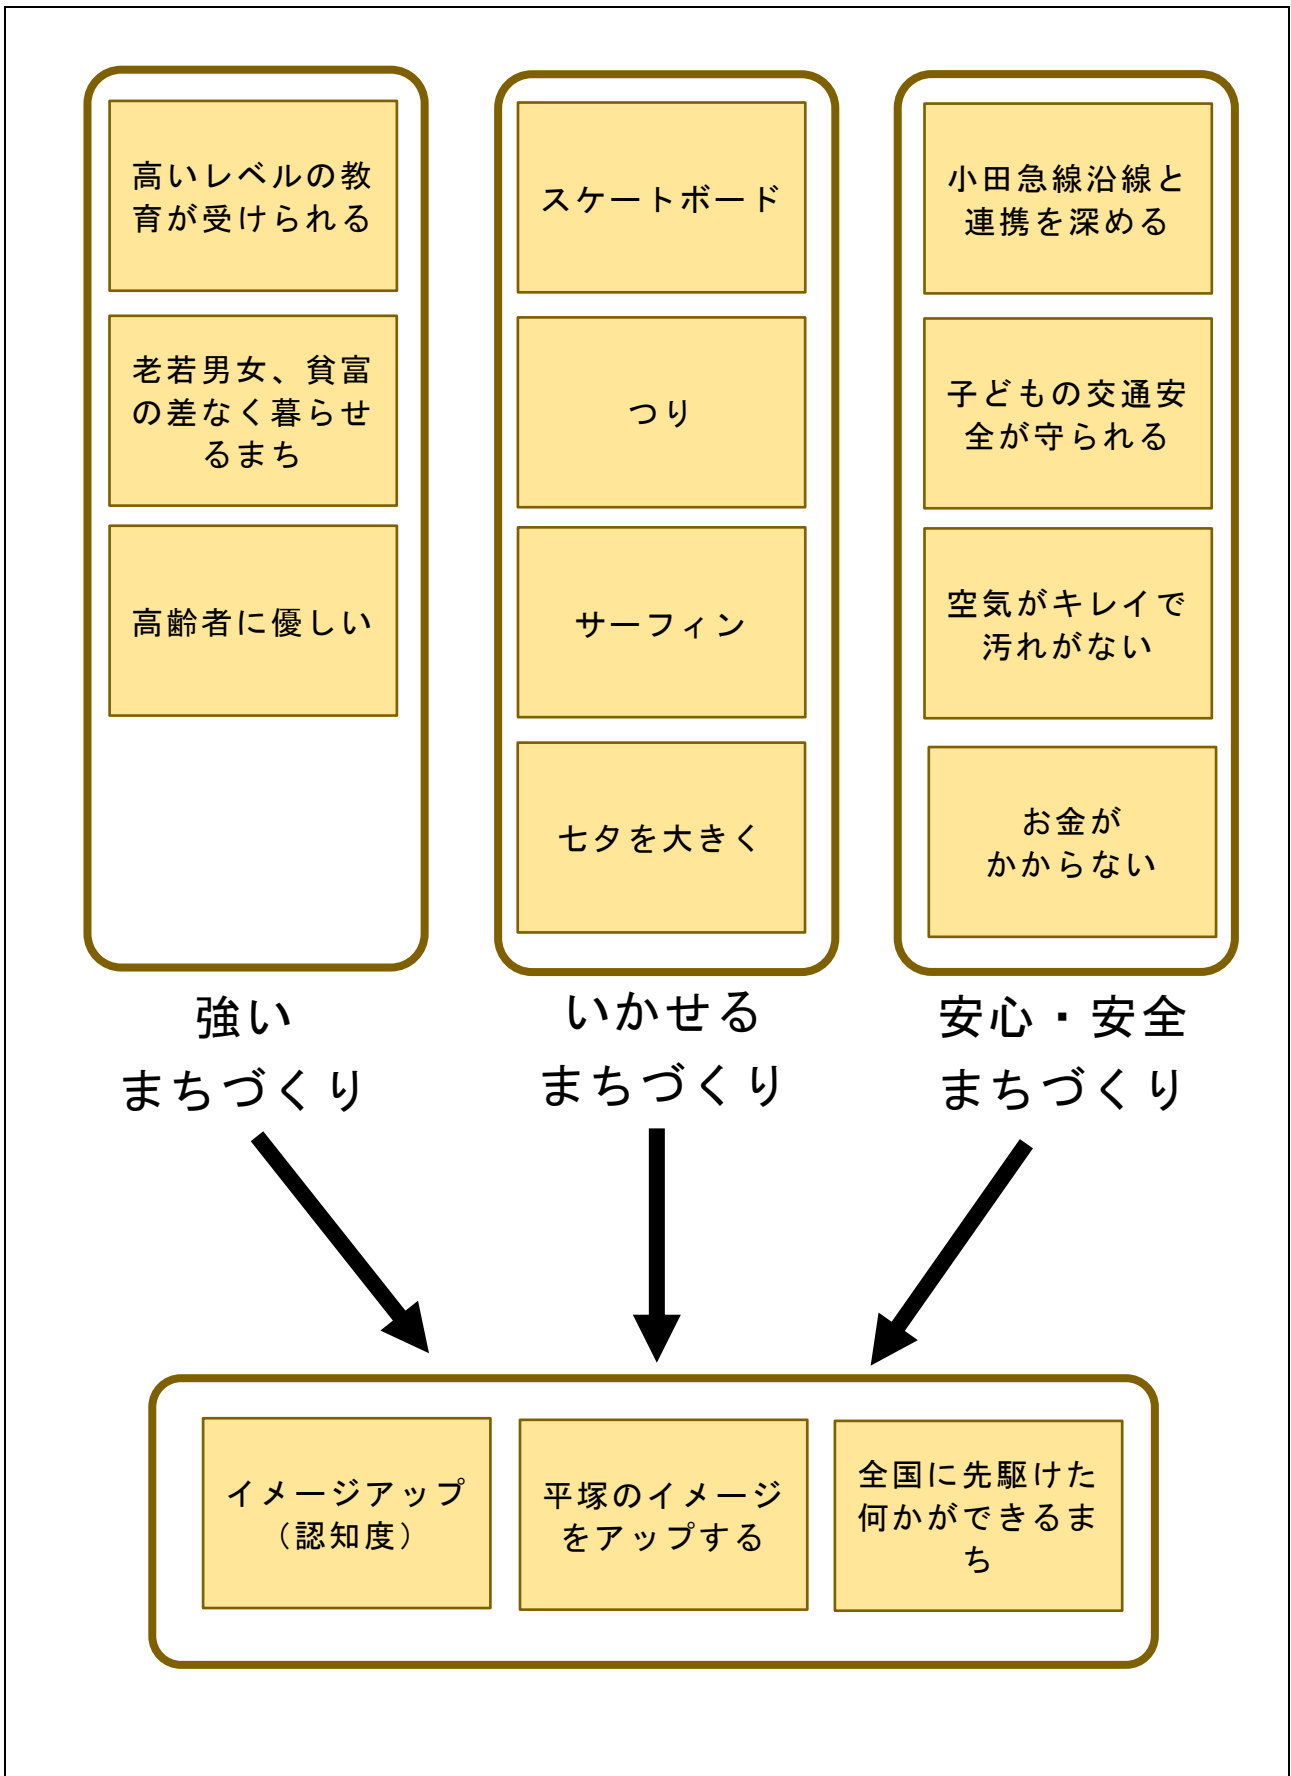 高いレベルの教
育が受けられる
老若男女、貧富
の差なく暮らせ
るまち
高齢者に優しい
強い
まちづくり
スケートボード
つり
サーフィン
七夕を大きく
いかせる
まちづくり
小田急線沿線と
連携を深める
子どもの交通安
全が守られる
空気がキレイで
汚れがない
お金が
かからない
安心・安全
まちづくり
イメージアップ
（認知度）
平塚のイメージ
をアップする
全国に先駆けた
何かができるま
ち